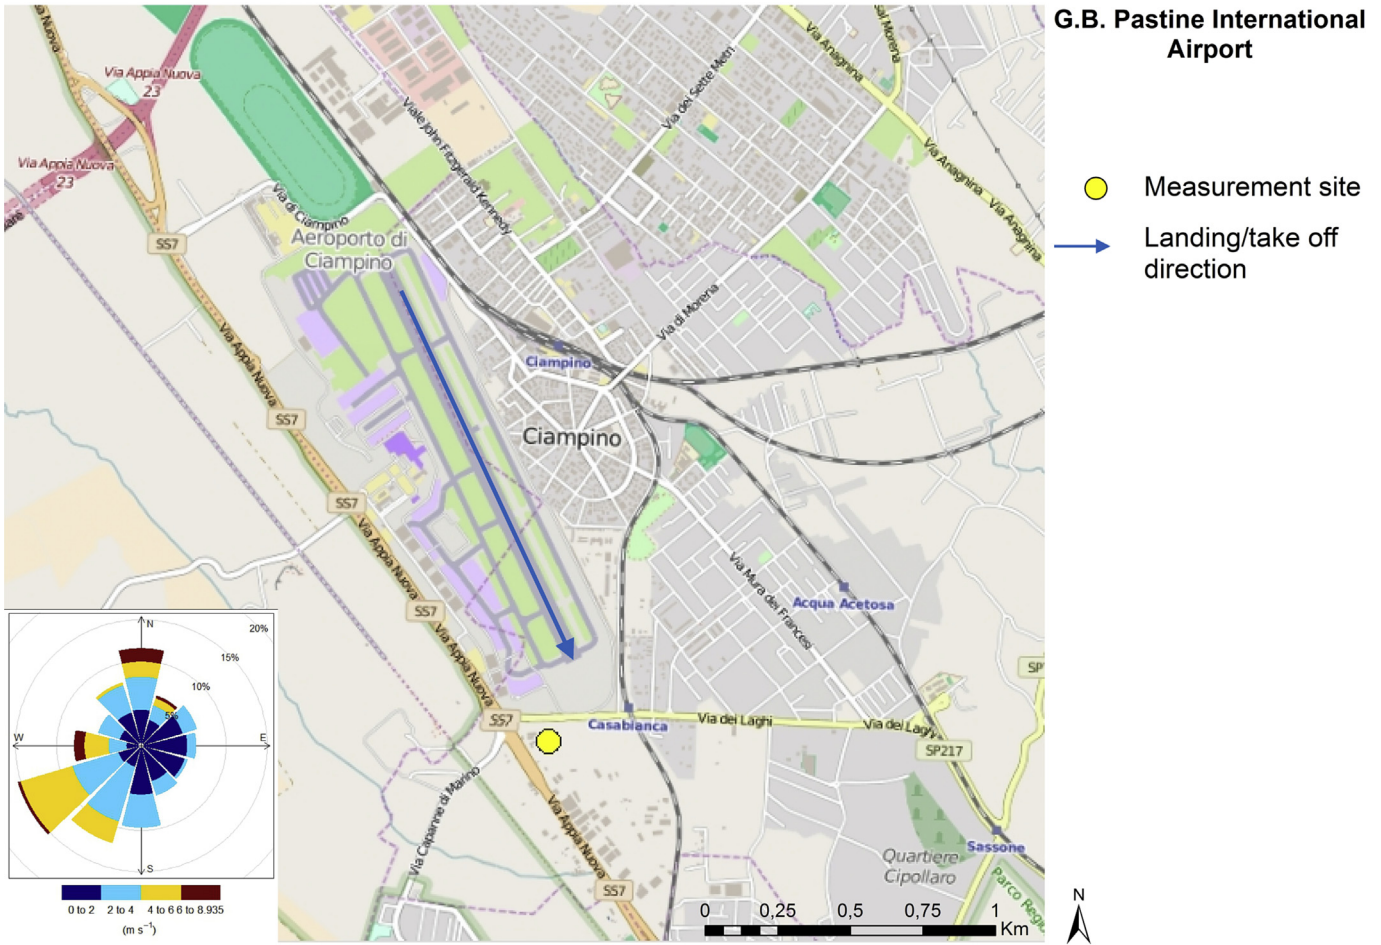 G.B. Pastine International
Airport
Measurement site
Landing/take off
direction
Via Appia Nuova
23
Via Appia Nuova
23
Via di Ciampino
Aeroporto di
Ciampino
Viale John Fitzgerald Kennedy
Via dei Sette Metri
Via Anagnina
Via Anagnina
Via Anagnina
Via di Morena
SS7
Via Appia Nuova
SS7
SS7
Via Appia Nuova
SS7
Via Appia Nuova
SS7
Via Appia Nuova
SS7
Ciampino
Ciampino
Acqua Acetosa
Via Mura dei Francesi
Casabianca
Via dei Laghi
Via dei Laghi
SP217
Sassone
Quartiere
Cipollaro
Parco Regi
Via Capanne di Marino
N
E
S
W
5%
10%
15%
20%
0 to 2
2 to 4
4 to 6
6 to 8.935
(m s⁻¹)
0
0,25
0,5
0,75
1
Km
N